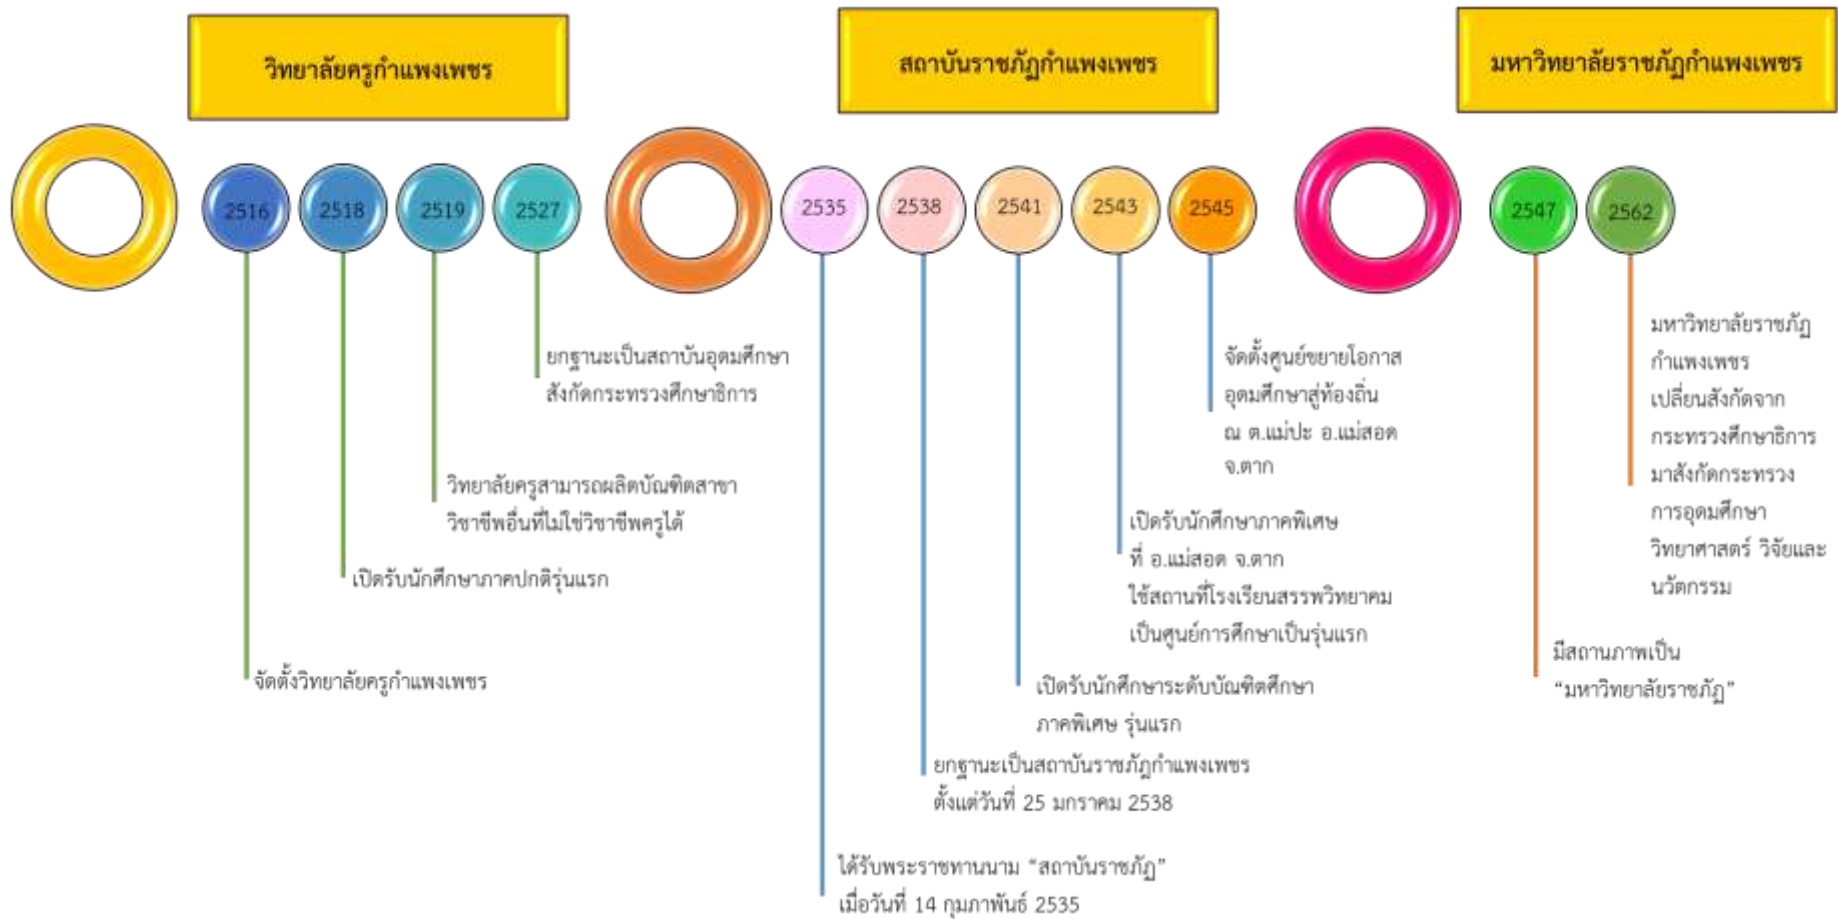 วิทยาลัยครูกำแพงเพชร
สถาบันราชภัฏกำแพงเพชร
มหาวิทยาลัยราชภัฏกำแพงเพชร
2516
2518
2519
2527
2535
2538
2541
2543
2545
2547
2562
จัดตั้งวิทยาลัยครูกำแพงเพชร
เปิดรับนักศึกษาภาคปกติรุ่นแรก
วิทยาลัยครูสามารถผลิตบัณฑิตสาขา
วิชาชีพอื่นที่ไม่ใช่วิชาชีพครูได้
ยกฐานะเป็นสถาบันอุดมศึกษา
สังกัดกระทรวงศึกษาธิการ
ได้รับพระราชทานนาม “สถาบันราชภัฏ”
เมื่อวันที่ 14 กุมภาพันธ์ 2535
ยกฐานะเป็นสถาบันราชภัฏกำแพงเพชร
ตั้งแต่วันที่ 25 มกราคม 2538
เปิดรับนักศึกษาระดับบัณฑิตศึกษา
ภาคพิเศษ รุ่นแรก
เปิดรับนักศึกษาภาคพิเศษ
ที่ อ.แม่สอด จ.ตาก
ใช้สถานที่โรงเรียนสรรพวิทยาคม
เป็นศูนย์การศึกษาเป็นรุ่นแรก
จัดตั้งศูนย์ขยายโอกาส
อุดมศึกษาสู่ท้องถิ่น
ณ ต.แม่ปะ อ.แม่สอด
จ.ตาก
มีสถานภาพเป็น
“มหาวิทยาลัยราชภัฏ”
มหาวิทยาลัยราชภัฏ
กำแพงเพชร
เปลี่ยนสังกัดจาก
กระทรวงศึกษาธิการ
มาสังกัดกระทรวง
การอุดมศึกษา
วิทยาศาสตร์ วิจัยและ
นวัตกรรม